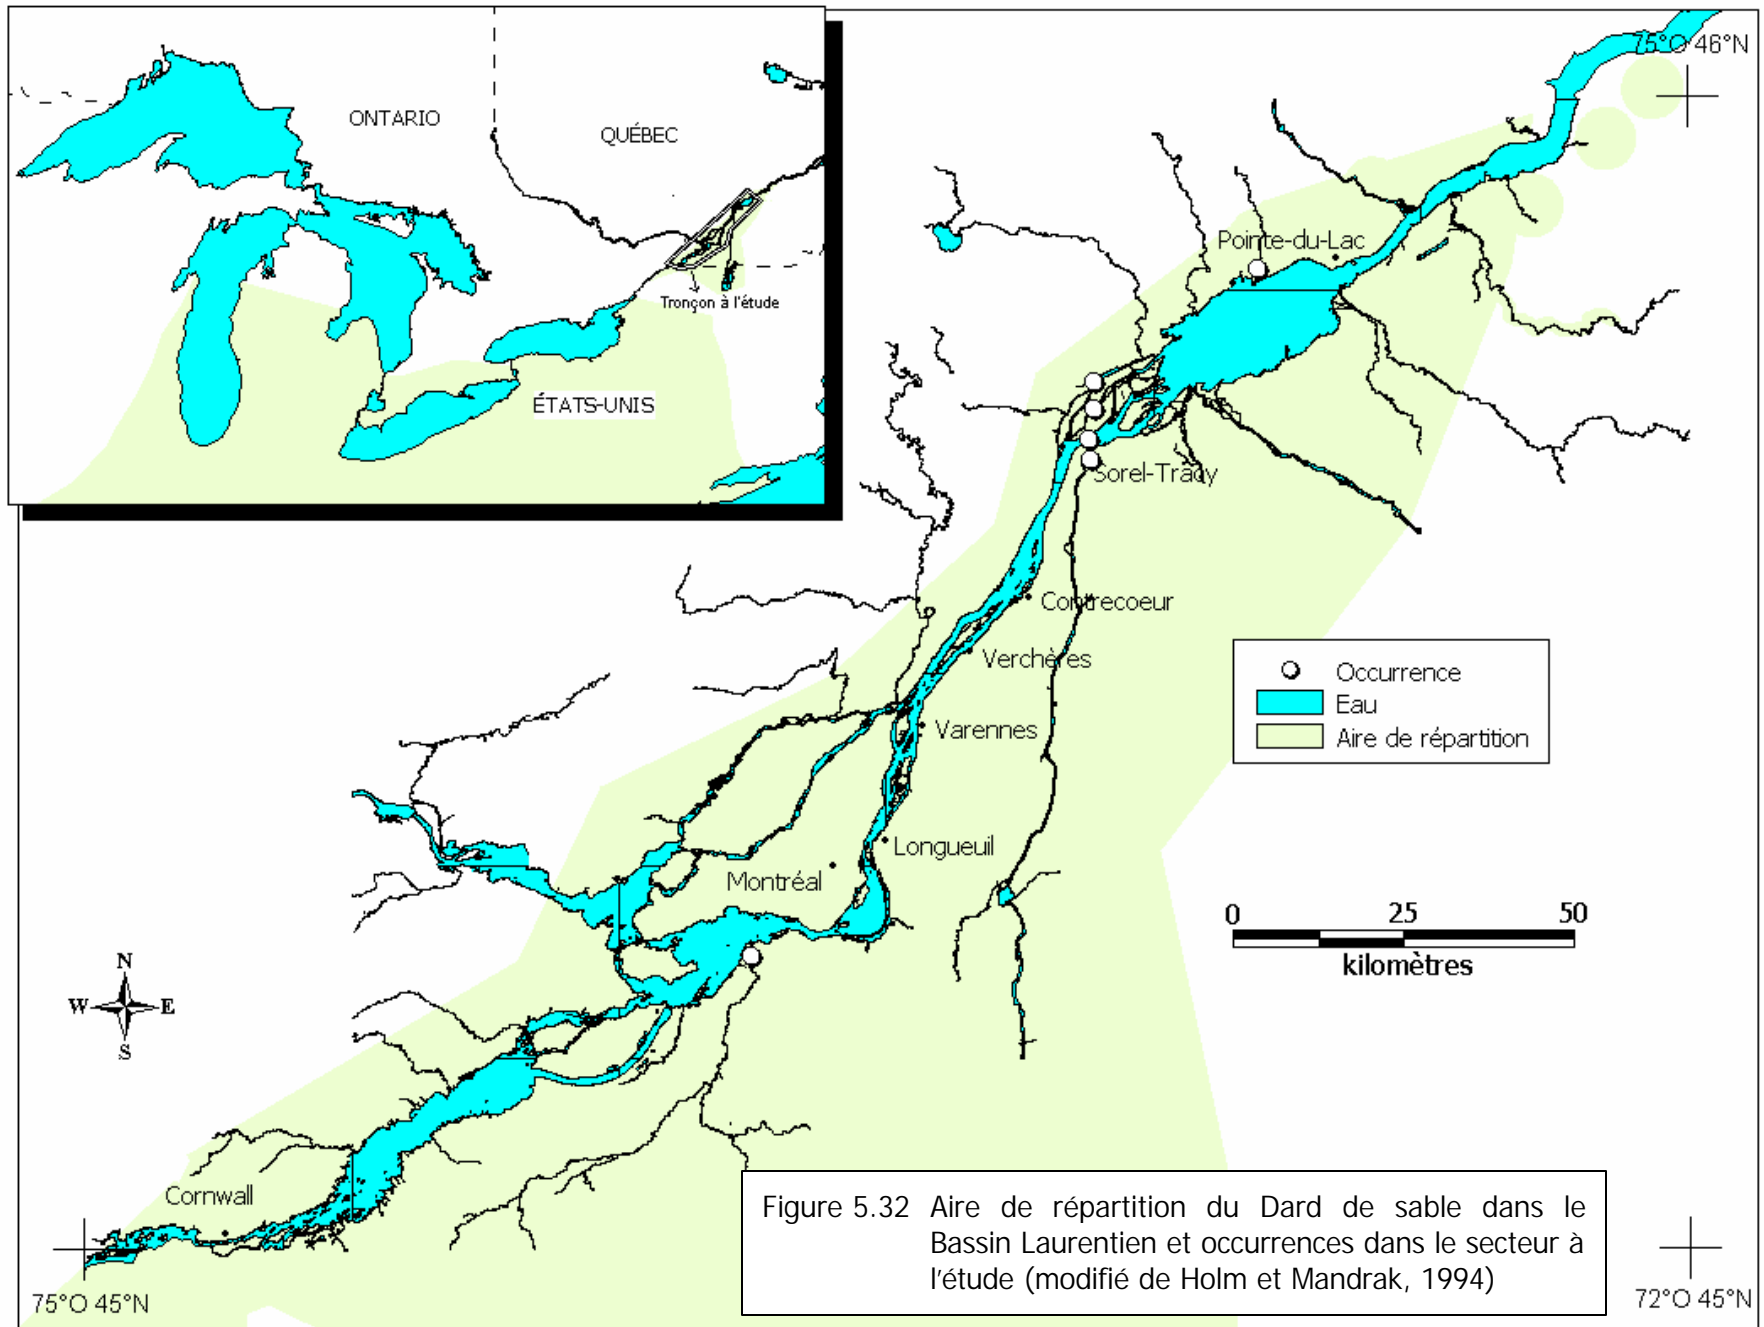 ONTARIO
QUÉBEC
Tronçon à l'étude
ÉTATS-UNIS
75°O 46°N
Pointe-du-Lac
Sorel-Tracy
Contrecoeur
Verchères
Varennes
Longueuil
Montréal
Cornwall
Occurrence
Eau
Aire de répartition
0 25 50
kilomètres
N
W E
S
75°O 45°N
72°O 45°N
Figure 5.32 Aire de répartition du Dard de sable dans le
Bassin Laurentien et occurrences dans le secteur à
l'étude (modifié de Holm et Mandrak, 1994)